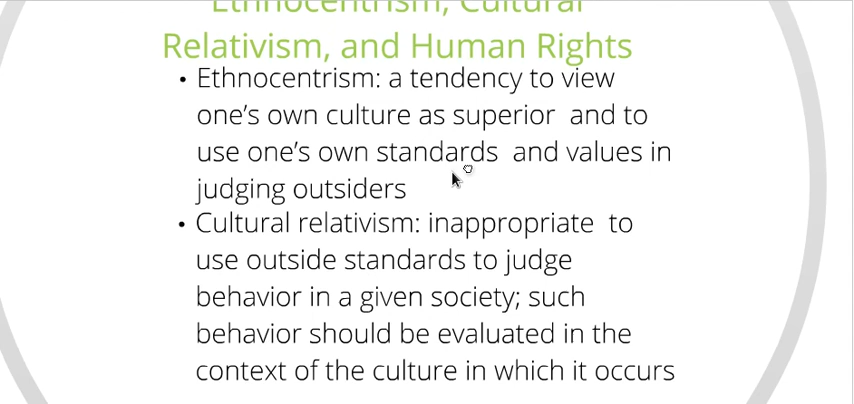 Ethnocentrism, Cultural
Relativism, and Human Rights
• Ethnocentrism: a tendency to view
one’s own culture as superior and to
use one’s own standards and values in
judging outsiders
• Cultural relativism: inappropriate to
use outside standards to judge
behavior in a given society; such
behavior should be evaluated in the
context of the culture in which it occurs